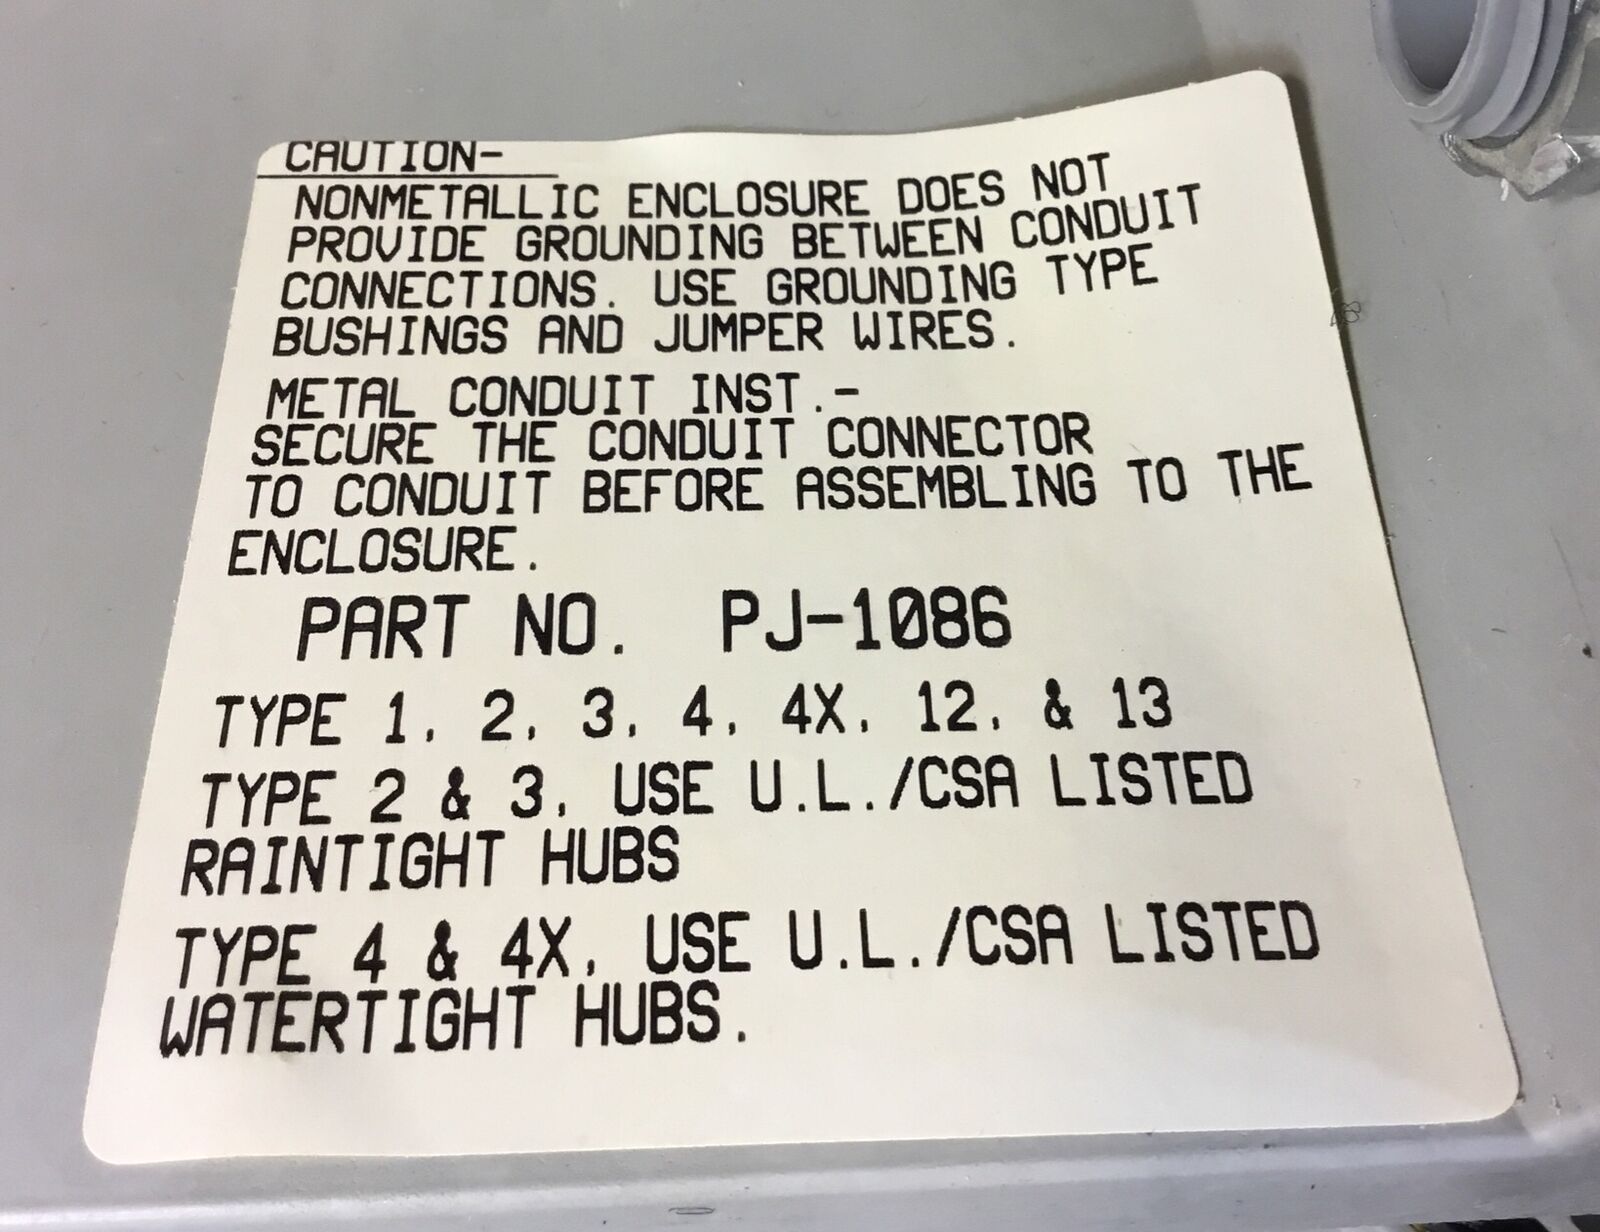 CAUTION-
NONMETALLIC ENCLOSURE DOES NOT
PROVIDE GROUNDING BETWEEN CONDUIT
CONNECTIONS. USE GROUNDING TYPE
BUSHINGS AND JUMPER WIRES.
METAL CONDUIT INST.-
SECURE THE CONDUIT CONNECTOR
TO CONDUIT BEFORE ASSEMBLING TO THE
ENCLOSURE.
PART NO. PJ-1086
TYPE 1, 2, 3, 4, 4X, 12, & 13
TYPE 2 & 3, USE U.L./CSA LISTED
RAINTIGHT HUBS
TYPE 4 & 4X, USE U.L./CSA LISTED
WATERTIGHT HUBS.